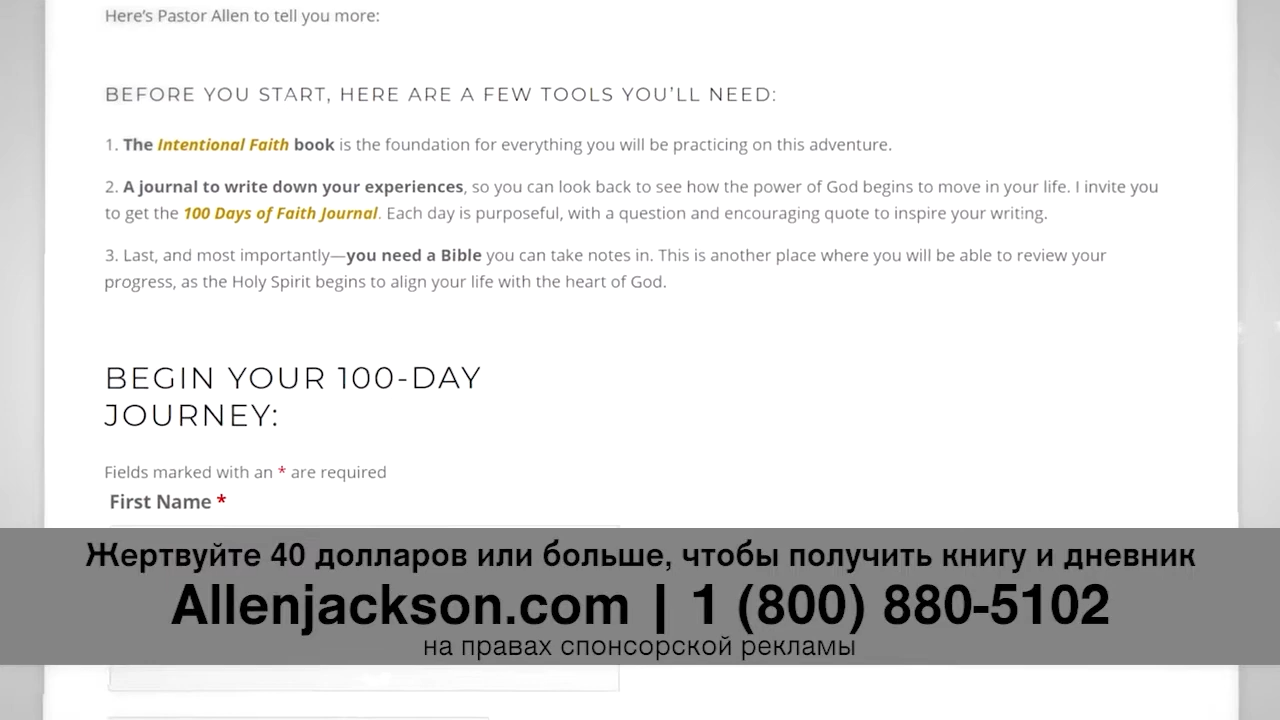 Here's Pastor Allen to tell you more:
BEFORE YOU START, HERE ARE A FEW TOOLS YOU'LL NEED:
1. The Intentional Faith book is the foundation for everything you will be practicing on this adventure.
2. A journal to write down your experiences, so you can look back to see how the power of God begins to move in your life. I invite you
to get the 100 Days of Faith Journal. Each day is purposeful, with a question and encouraging quote to inspire your writing.
3. Last, and most importantly—you need a Bible you can take notes in. This is another place where you will be able to review your
progress, as the Holy Spirit begins to align your life with the heart of God.
BEGIN YOUR 100-DAY
JOURNEY:
Fields marked with an * are required
First Name *
Жертвуйте 40 долларов или больше, чтобы получить книгу и дневник
Allenjackson.com | 1 (800) 880-5102
на правах спонсорской рекламы